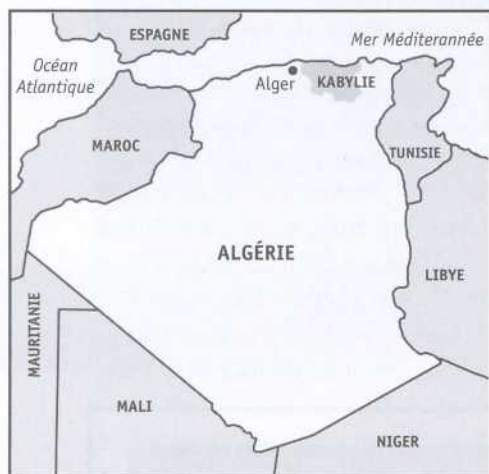 ESPAGNE
Océan
Atlantique
Mer Méditerannée
Alger
KABYLIE
MAROC
TUNISIE
ALGÉRIE
LIBYE
MAURITANIE
MALI
NIGER